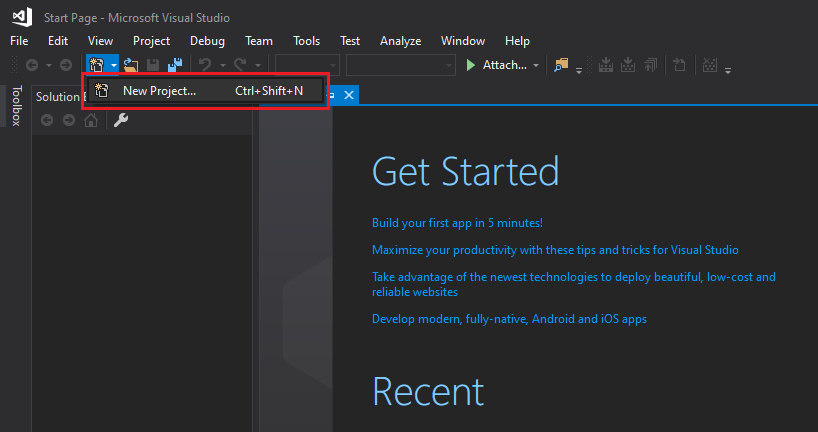 Start Page - Microsoft Visual Studio
File Edit View Project Debug Team Tools Test Analyze Window Help
Attach...
Toolbox
Solution
New Project... Ctrl+Shift+N
Get Started
Build your first app in 5 minutes!
Maximize your productivity with these tips and tricks for Visual Studio
Take advantage of the newest technologies to deploy beautiful, low-cost and
reliable websites
Develop modern, fully-native, Android and iOS apps
Recent